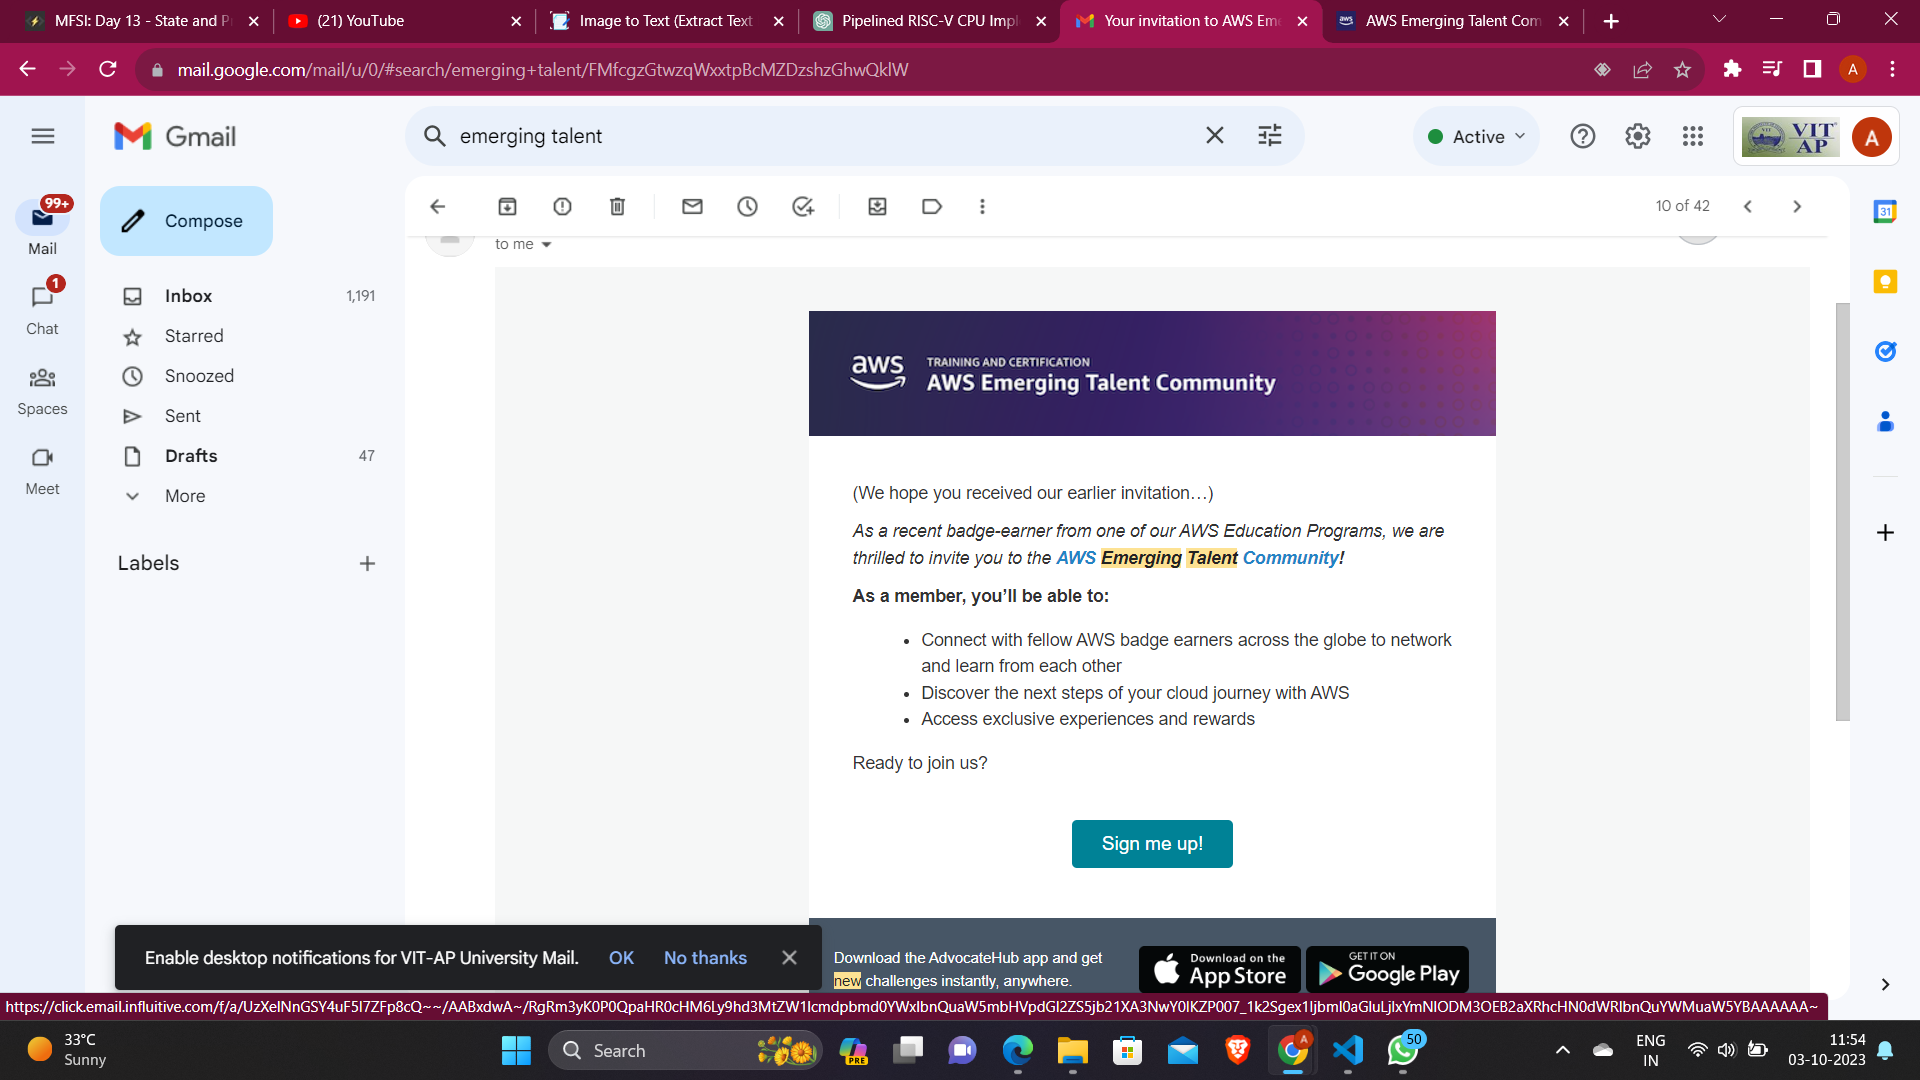 MFSI: Day 13 - State and P
(21) YouTube
Image to Text (Extract Text
Pipelined RISC-V CPU Impl
Your invitation to AWS Eme
AWS Emerging Talent Com
mail.google.com/mail/u/0/#search/emerging+talent/FMfcgzGtwzqWxxtpBcMZDzshzGhwQklW
A
Gmail
emerging talent
Active
VIT AP
A
99+
Mail
1
Chat
Spaces
Meet
Compose
Inbox 1,191
Starred
Snoozed
Sent
Drafts 47
More
Labels
10 of 42
to me
31
aws
TRAINING AND CERTIFICATION
AWS Emerging Talent Community
(We hope you received our earlier invitation…)
As a recent badge-earner from one of our AWS Education Programs, we are
thrilled to invite you to the AWS Emerging Talent Community!
As a member, you’ll be able to:
• Connect with fellow AWS badge earners across the globe to network
and learn from each other
• Discover the next steps of your cloud journey with AWS
• Access exclusive experiences and rewards
Ready to join us?
Sign me up!
Download the AdvocateHub app and get
new challenges instantly, anywhere.
Download on the
App Store
GET IT ON
Google Play
Enable desktop notifications for VIT-AP University Mail. OK No thanks
33°C
Sunny
Search
PRE
A
50
ENG
IN
11:54
03-10-2023